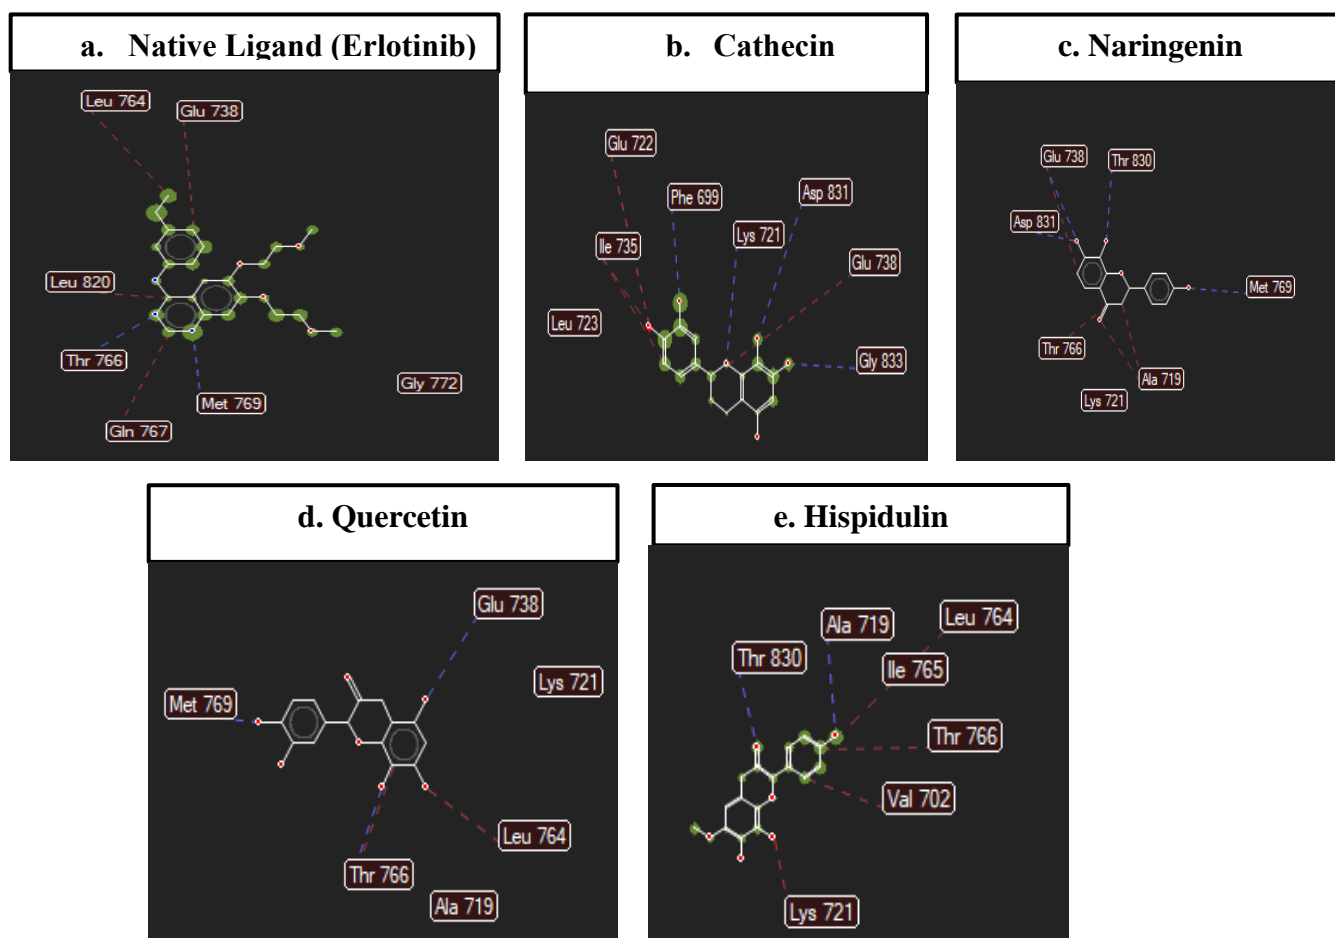 a. Native Ligand (Erlotinib)
Leu 764
Glu 738
Leu 820
Thr 766
Gln 767
Met 769
Gly 772
b. Cathecin
Glu 722
Phe 699
Asp 831
Lys 721
Ile 735
Glu 738
Leu 723
Gly 833
c. Naringenin
Glu 738
Thr 830
Asp 831
Met 769
Thr 766
Ala 719
Lys 721
d. Quercetin
Glu 738
Lys 721
Met 769
Leu 764
Thr 766
Ala 719
e. Hispidulin
Leu 764
Ala 719
Thr 830
Ile 765
Thr 766
Val 702
Lys 721